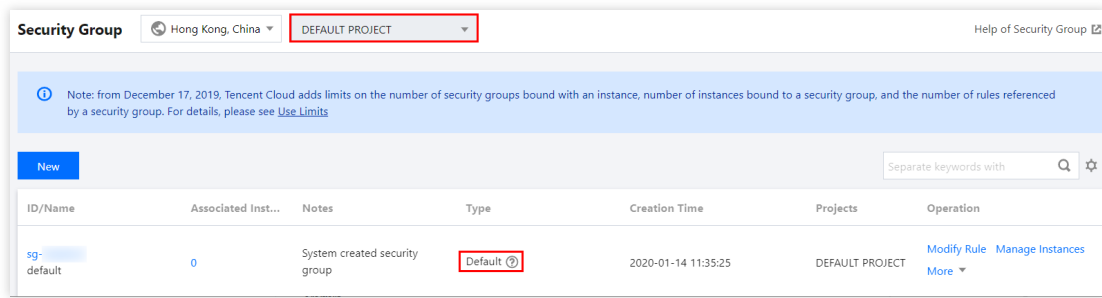 Security Group Hong Kong, China DEFAULT PROJECT Help of Security Group
Note: from December 17, 2019, Tencent Cloud adds limits on the number of security groups bound with an instance, number of instances bound to a security group, and the number of rules referenced
by a security group. For details, please see Use Limits
New Separate keywords with
ID/Name Associated Inst... Notes Type Creation Time Projects Operation
sg-
default
0
System created security
group
Default
2020-01-14 11:35:25
DEFAULT PROJECT
Modify Rule Manage Instances
More